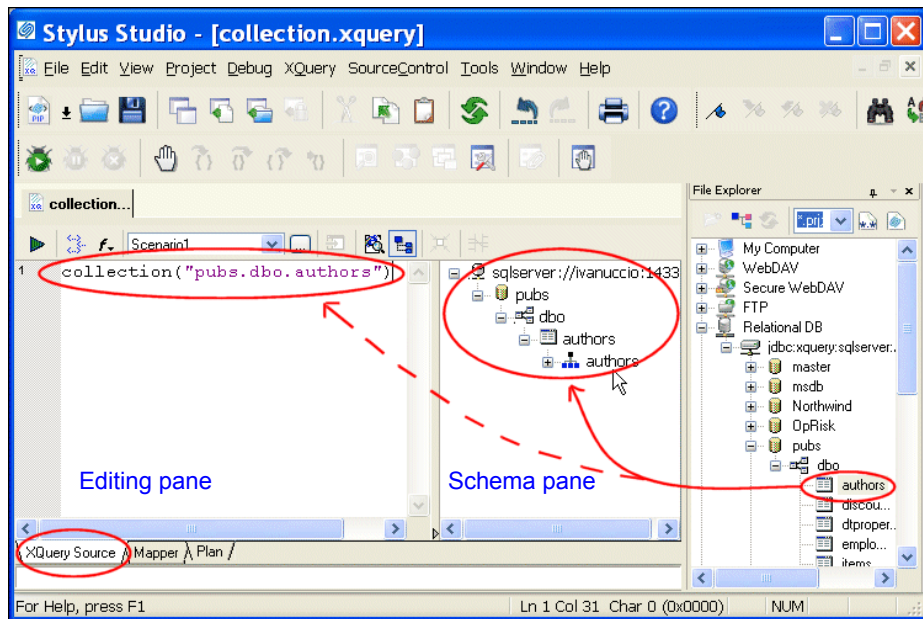 Stylus Studio - [collection.xquery]
File Edit View Project Debug XQuery SourceControl Tools Window Help
collection...
Scenario1
1 collection("pubs.dbo.authors")
sqlserver://ivanuccio:1433
pubs
dbo
authors
authors
Editing pane
Schema pane
XQuery Source
Mapper
Plan
File Explorer
*.prj
My Computer
WebDAV
Secure WebDAV
FTP
Relational DB
jdbc:xquery:sqlserver:.
master
msdb
Northwind
OpRisk
pubs
dbo
authors
discou...
dtproper...
emplo...
items
For Help, press F1
Ln 1 Col 31 Char 0 (0x0000)
NUM